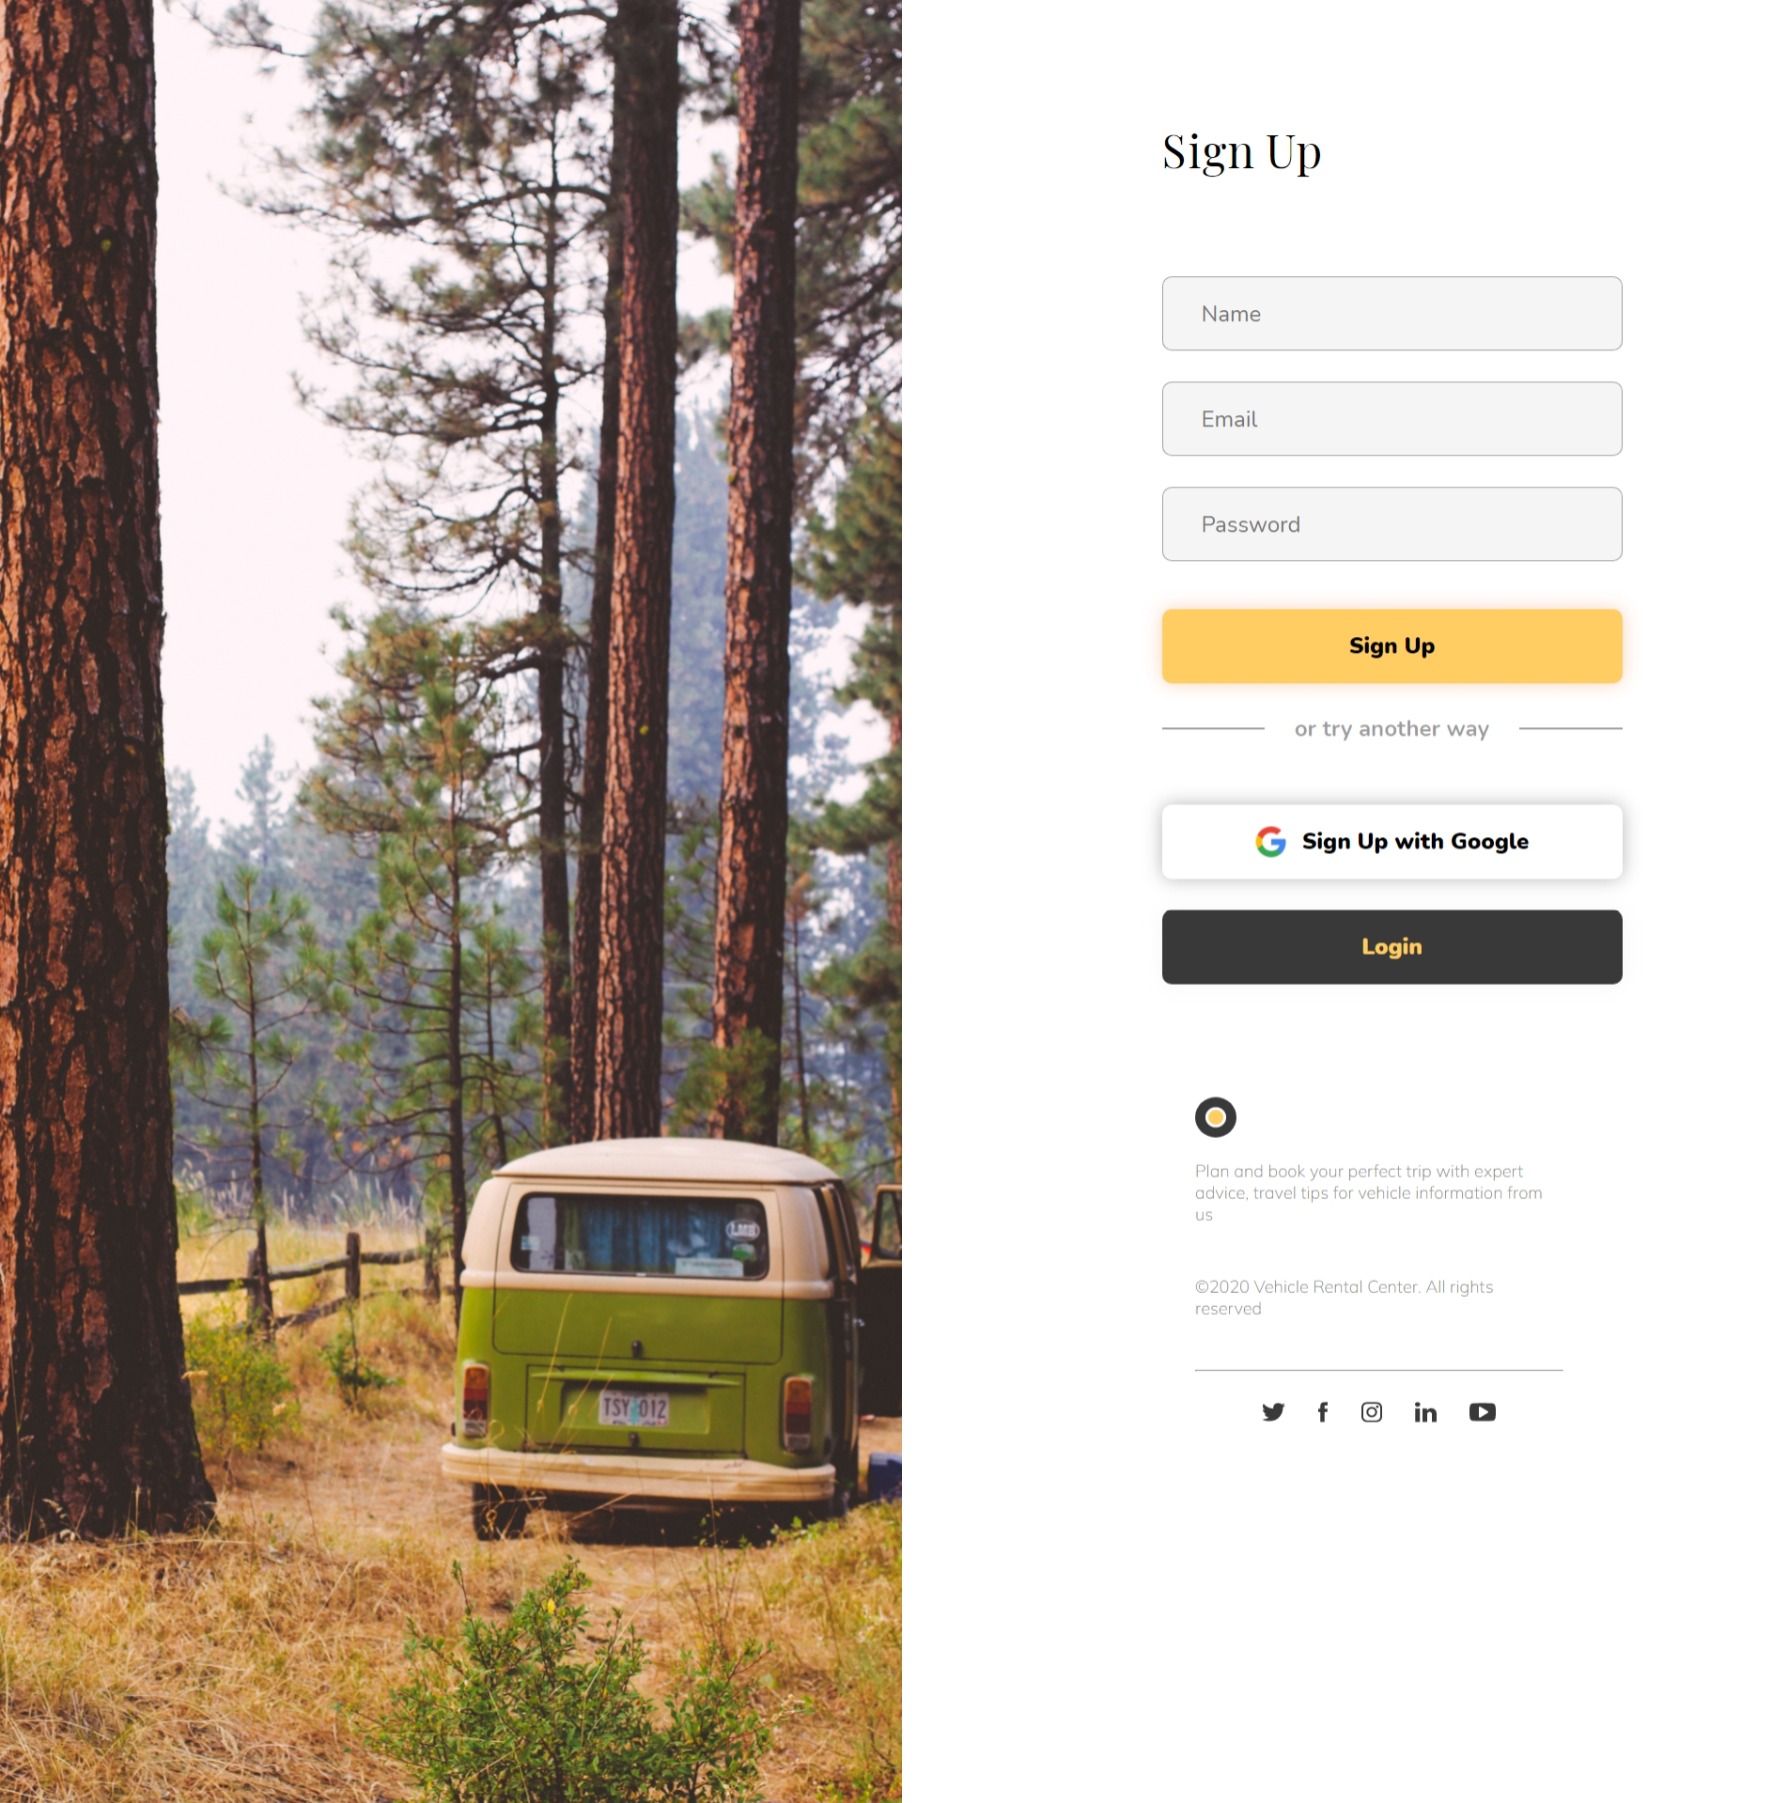 Sign Up
Name
Email
Password
Sign Up
or try another way
Sign Up with Google
Login
Plan and book your perfect trip with expert
advice, travel tips for vehicle information from
us
©2020 Vehicle Rental Center. All rights
reserved
TSY 012